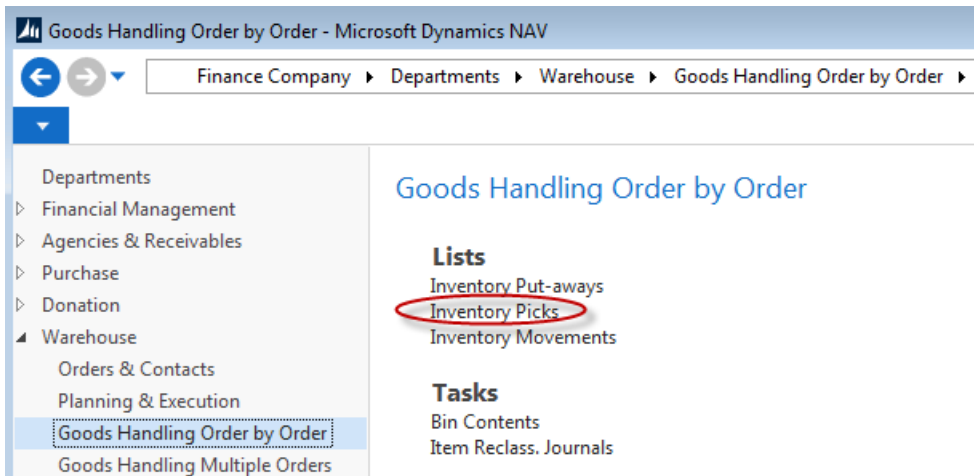 Goods Handling Order by Order - Microsoft Dynamics NAV
Finance Company Departments Warehouse Goods Handling Order by Order
Departments
Financial Management
Agencies & Receivables
Purchase
Donation
Warehouse
Orders & Contacts
Planning & Execution
Goods Handling Order by Order
Goods Handling Multiple Orders
Goods Handling Order by Order
Lists
Inventory Put-aways
Inventory Picks
Inventory Movements
Tasks
Bin Contents
Item Reclass. Journals